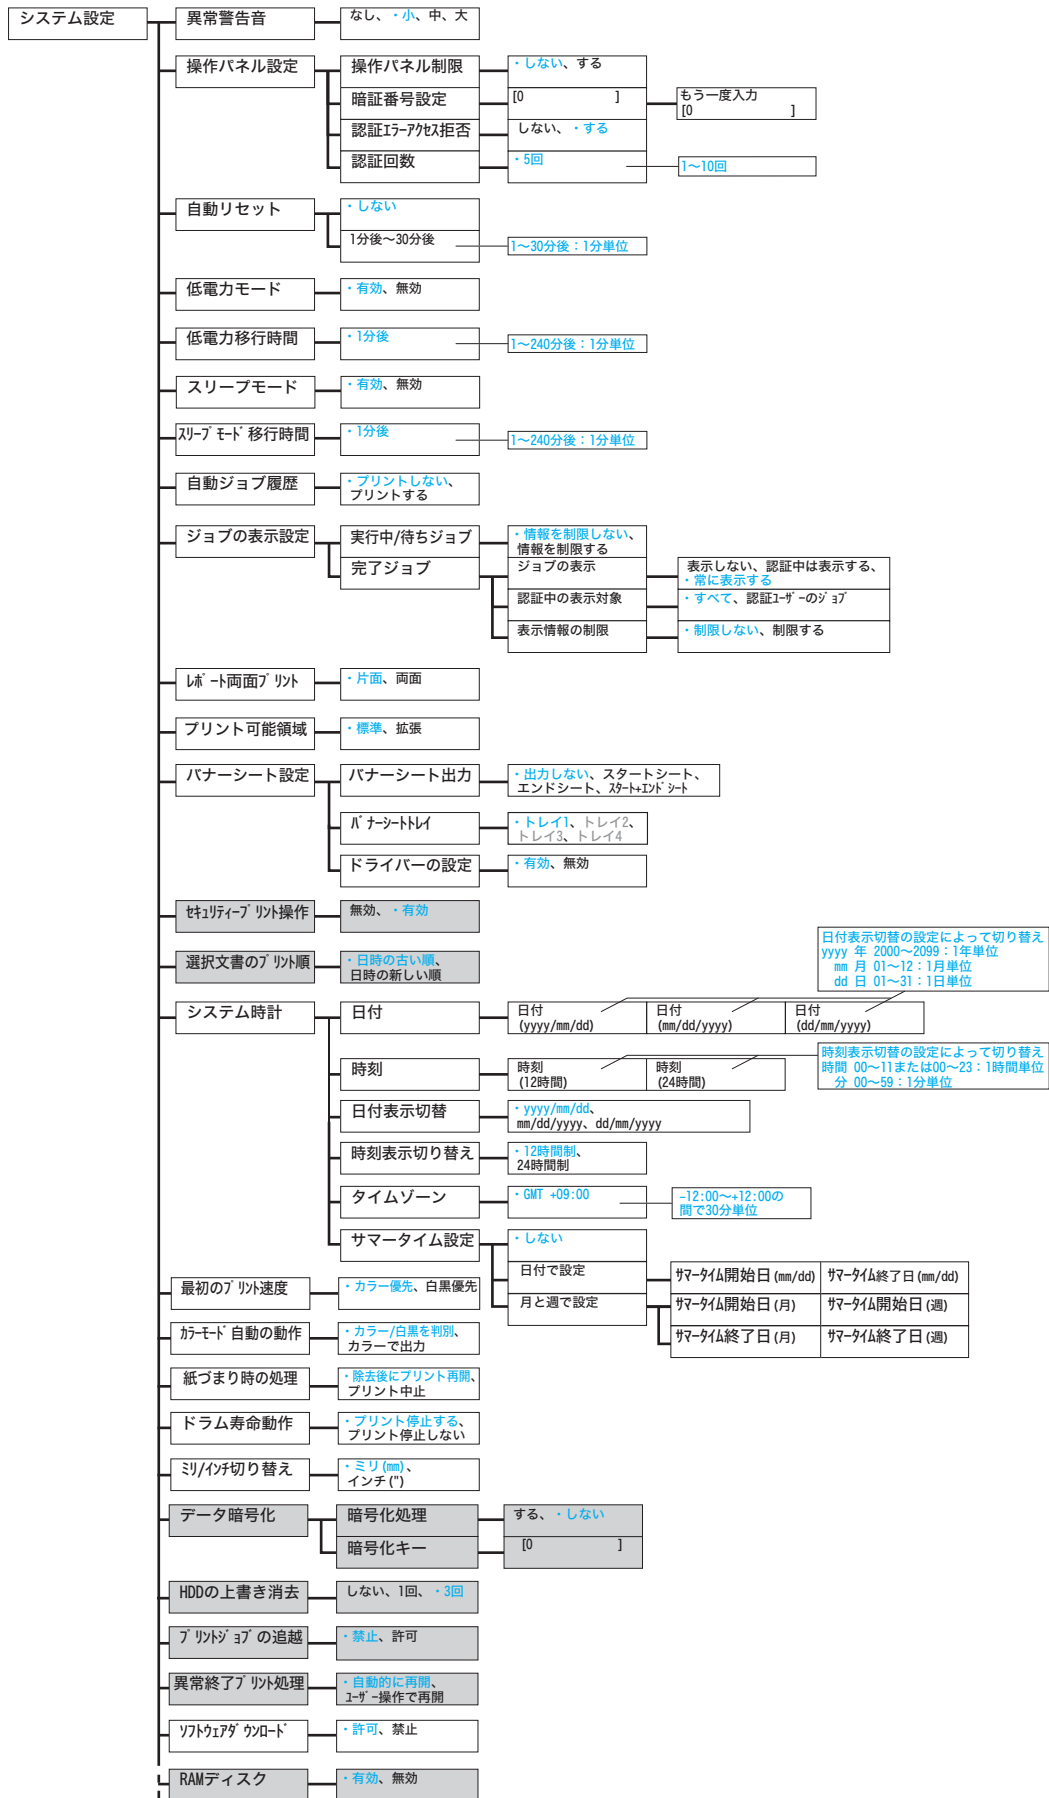 システム設定
異常警告音
なし、・小、中、大
操作パネル設定
操作パネル制限
・しない、する
暗証番号設定
[0 ]
もう一度入力
[0 ]
認証ｴﾗｰｱｸｾｽ拒否
しない、・する
認証回数
・5回
1～10回
自動リセット
・しない
1分後～30分後
1～30分後：1分単位
低電力モード
・有効、無効
低電力移行時間
・1分後
1～240分後：1分単位
スリープモード
・有効、無効
ｽﾘｰﾌﾟﾓｰﾄﾞ移行時間
・1分後
1～240分後：1分単位
自動ジョブ履歴
・プリントしない、
プリントする
ジョブの表示設定
実行中/待ちジョブ
・情報を制限しない、
情報を制限する
完了ジョブ
ジョブの表示
表示しない、認証中は表示する、
・常に表示する
認証中の表示対象
・すべて、認証ﾕｰｻﾞｰのｼﾞｮﾌﾞ
表示情報の制限
・制限しない、制限する
ﾚﾎﾟｰﾄ両面ﾌﾟﾘﾝﾄ
・片面、両面
プリント可能領域
・標準、拡張
バナーシート設定
バナーシート出力
・出力しない、スタートシート、
エンドシート、ｽﾀｰﾄ+ｴﾝﾄﾞｼｰﾄ
ﾊﾞﾅｰｼｰﾄﾄﾚｲ
・トレイ1、トレイ2、
トレイ3、トレイ4
ドライバーの設定
・有効、無効
ｾｷｭﾘﾃｨｰﾌﾟﾘﾝﾄ操作
無効、・有効
選択文書のﾌﾟﾘﾝﾄ順
・日時の古い順、
日時の新しい順
日付表示切替の設定によって切り替え
yyyy 年 2000～2099：1年単位
mm 月 01～12：1月単位
dd 日 01～31：1日単位
システム時計
日付
日付
(yyyy/mm/dd)
日付
(mm/dd/yyyy)
日付
(dd/mm/yyyy)
時刻
時刻
(12時間)
時刻
(24時間)
時刻表示切替の設定によって切り替え
時間 00～11または00～23：1時間単位
分 00～59：1分単位
日付表示切替
・yyyy/mm/dd、
mm/dd/yyyy、dd/mm/yyyy
時刻表示切り替え
・12時間制、
24時間制
タイムゾーン
・GMT +09:00
-12:00～+12:00の
間で30分単位
サマータイム設定
・しない
日付で設定
ｻﾏｰﾀｲﾑ開始日(mm/dd)
ｻﾏｰﾀｲﾑ終了日(mm/dd)
月と週で設定
ｻﾏｰﾀｲﾑ開始日(月)
ｻﾏｰﾀｲﾑ開始日(週)
ｻﾏｰﾀｲﾑ終了日(月)
ｻﾏｰﾀｲﾑ終了日(週)
最初のﾌﾟﾘﾝﾄ速度
・カラー優先、白黒優先
ｶﾗｰﾓｰﾄﾞ自動の動作
・カラー/白黒を判別、
カラーで出力
紙づまり時の処理
・除去後にプリント再開、
プリント中止
ドラム寿命動作
・プリント停止する、
プリント停止しない
ﾐﾘ/ｲﾝﾁ切り替え
・ミリ(mm)、
インチ(")
データ暗号化
暗号化処理
する、・しない
暗号化キー
[0 ]
HDDの上書き消去
しない、1回、・3回
ﾌﾟﾘﾝﾄｼﾞｮﾌﾞの追越
・禁止、許可
異常終了ﾌﾟﾘﾝﾄ処理
・自動的に再開、
ﾕｰｻﾞｰ操作で再開
ｿﾌﾄｳｪｱﾀﾞｳﾝﾛｰﾄﾞ
・許可、禁止
RAMディスク
・有効、無効